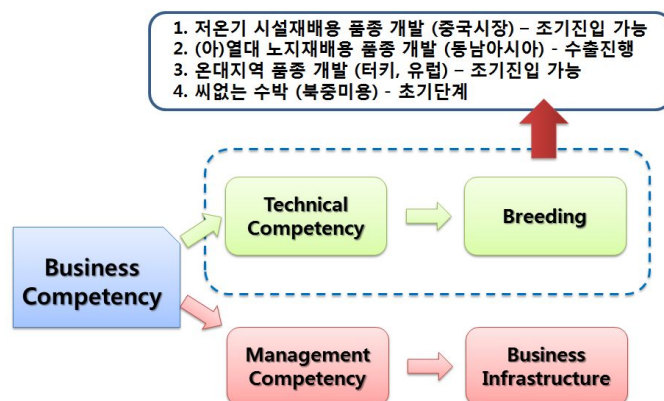 1. 저온기 시설재배용 품종 개발 (중국시장) – 조기진입 가능
2. (아)열대 노지재배용 품종 개발 (동남아시아) - 수출진행
3. 온대지역 품종 개발 (터키, 유럽) – 조기진입 가능
4. 씨없는 수박 (북중미용) - 초기단계
Technical
Competency
Breeding
Business
Competency
Management
Competency
Business
Infrastructure